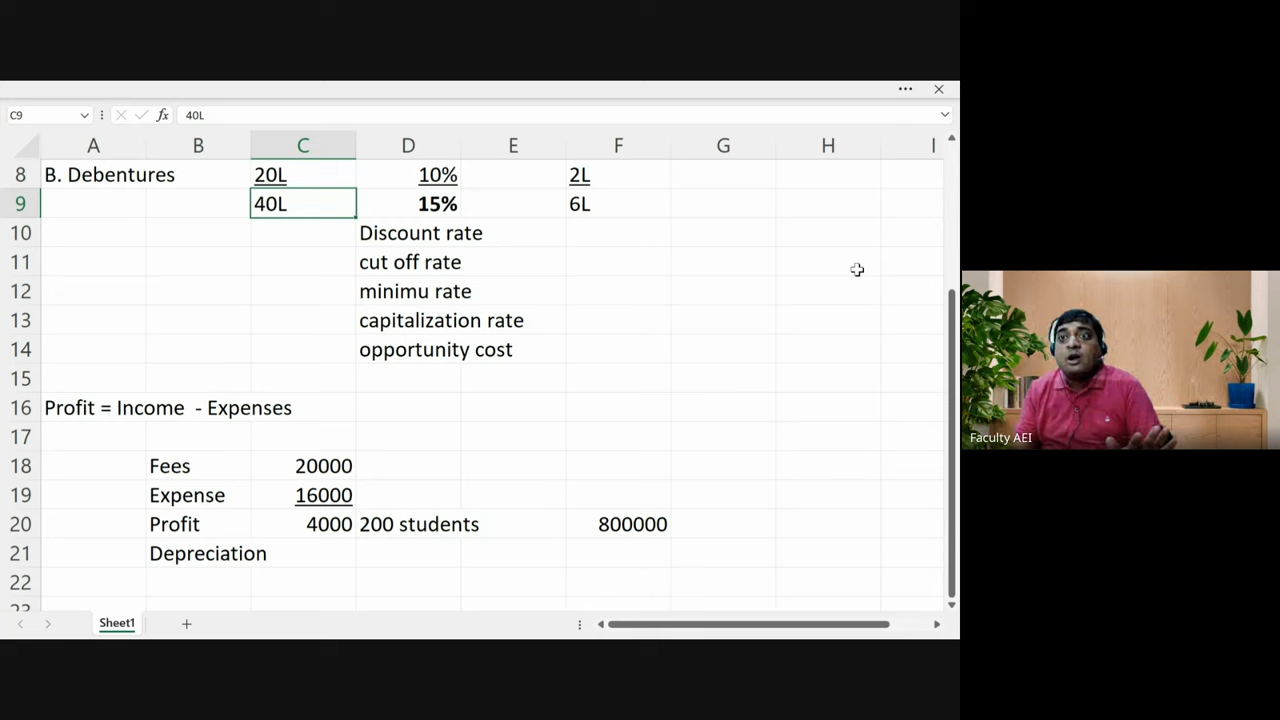 C9 fx 40L
A B C D E F G H I
8 B. Debentures 20L 10% 2L
9 40L 15% 6L
10 Discount rate
11 cut off rate
12 minimu rate
13 capitalization rate
14 opportunity cost
15
16 Profit = Income - Expenses
17
18 Fees 20000
19 Expense 16000
20 Profit 4000 200 students 800000
21 Depreciation
22
23
Sheet1
Faculty AEI